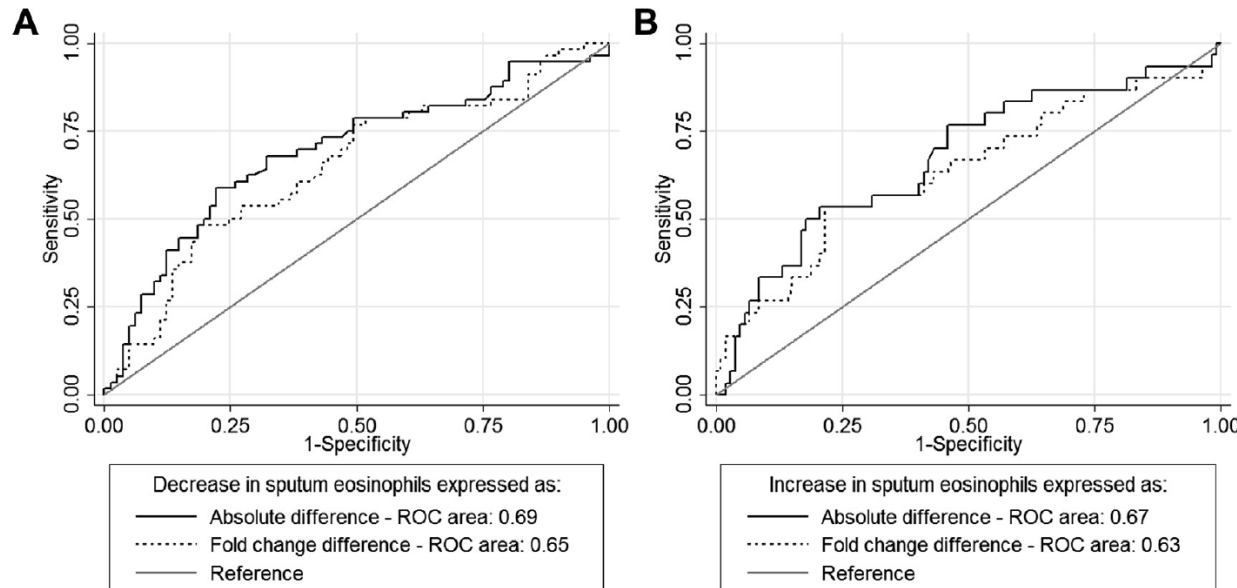 A
B
1.00
0.75
0.50
0.25
0.00
Sensitivity
0.00 0.25 0.50 0.75 1.00
1-Specificity
Decrease in sputum eosinophils expressed as:
Absolute difference - ROC area: 0.69
Fold change difference - ROC area: 0.65
Reference
1.00
0.75
0.50
0.25
0.00
Sensitivity
0.00 0.25 0.50 0.75 1.00
1-Specificity
Increase in sputum eosinophils expressed as:
Absolute difference - ROC area: 0.67
Fold change difference - ROC area: 0.63
Reference